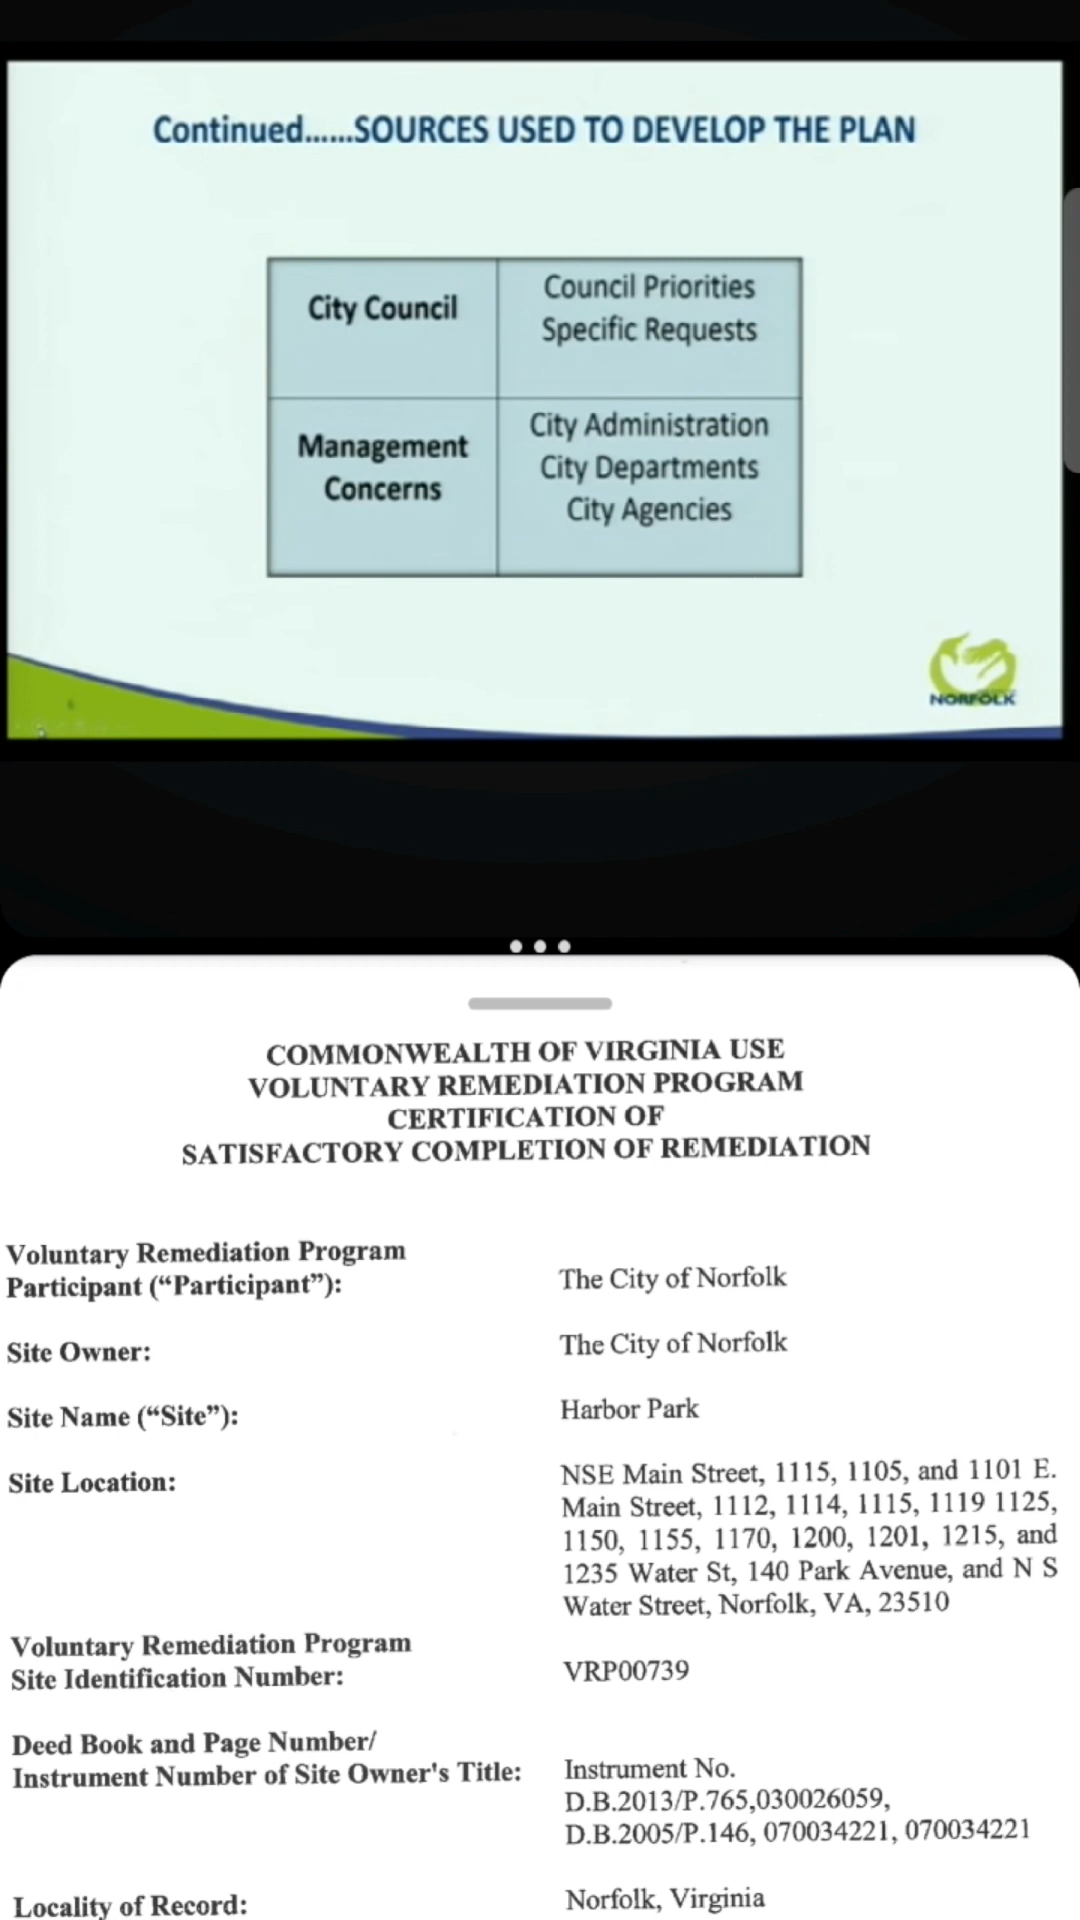 Continued......SOURCES USED TO DEVELOP THE PLAN
City Council
Council Priorities
Specific Requests
Management
Concerns
City Administration
City Departments
City Agencies
NORFOLK
COMMONWEALTH OF VIRGINIA USE
VOLUNTARY REMEDIATION PROGRAM
CERTIFICATION OF
SATISFACTORY COMPLETION OF REMEDIATION
Voluntary Remediation Program
Participant (“Participant”):
The City of Norfolk
Site Owner:
The City of Norfolk
Site Name (“Site”):
Harbor Park
Site Location:
NSE Main Street, 1115, 1105, and 1101 E.
Main Street, 1112, 1114, 1115, 1119 1125,
1150, 1155, 1170, 1200, 1201, 1215, and
1235 Water St, 140 Park Avenue, and N S
Water Street, Norfolk, VA, 23510
Voluntary Remediation Program
Site Identification Number:
VRP00739
Deed Book and Page Number/
Instrument Number of Site Owner's Title:
Instrument No.
D.B.2013/P.765,030026059,
D.B.2005/P.146, 070034221, 070034221
Locality of Record:
Norfolk, Virginia